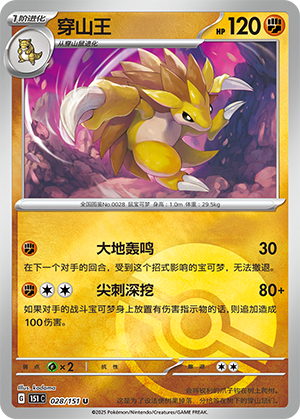 1阶进化
穿山王
HP 120
从穿山鼠进化
全国图鉴No.0028 鼠宝可梦 身高：1.0m 体重：29.5kg
大地轰鸣 30
在下一个对手的回合，受到这个招式影响的宝可梦，无法撤退。
尖刺深挖 80+
如果对手的战斗宝可梦身上放置有伤害指示物的话，则追加造成
100伤害。
弱点 ×2 抗性 撤退
Illus. kodama
G 151 C 028/151 U
©2025 Pokémon/Nintendo/Creatures/GAME FREAK.